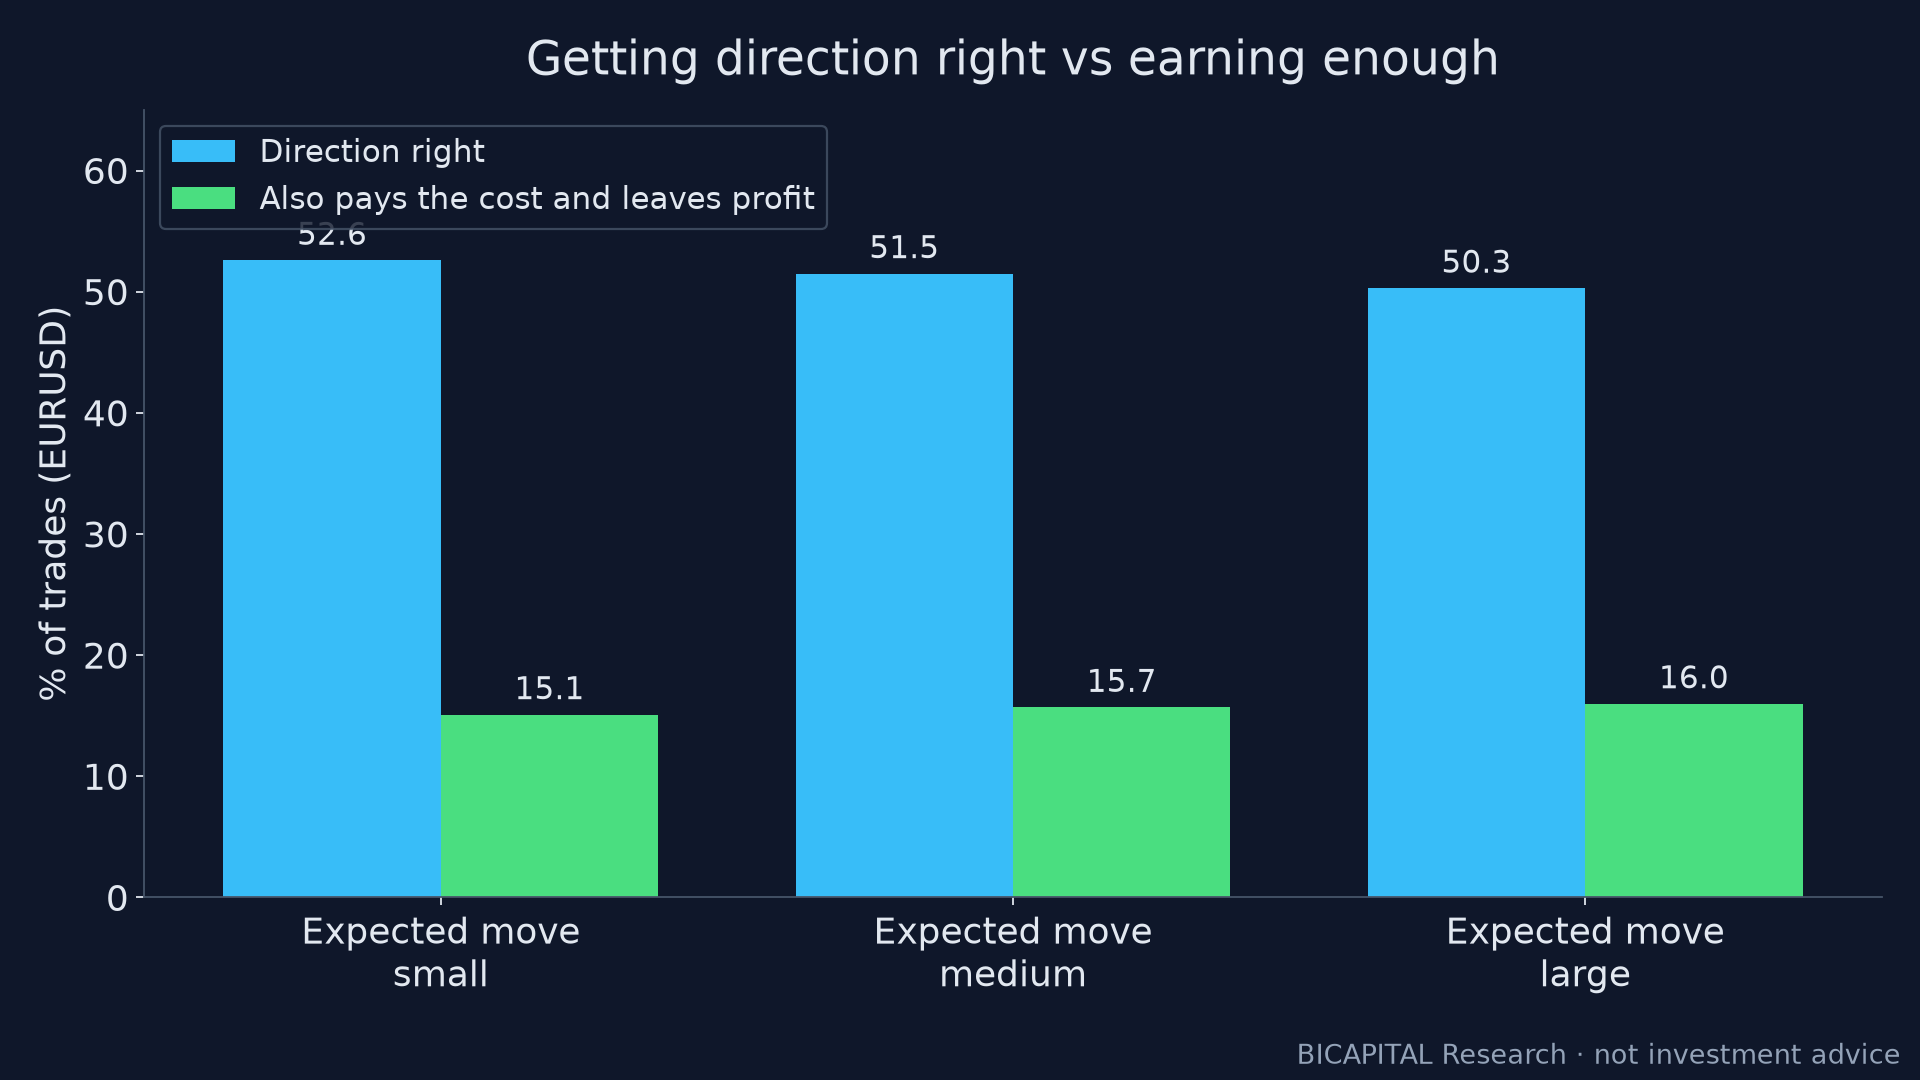 Getting direction right vs earning enough
Direction right
Also pays the cost and leaves profit
% of trades (EURUSD)
60
50
40
30
20
10
0
52.6
15.1
51.5
15.7
50.3
16.0
Expected move
small
Expected move
medium
Expected move
large
BICAPITAL Research · not investment advice